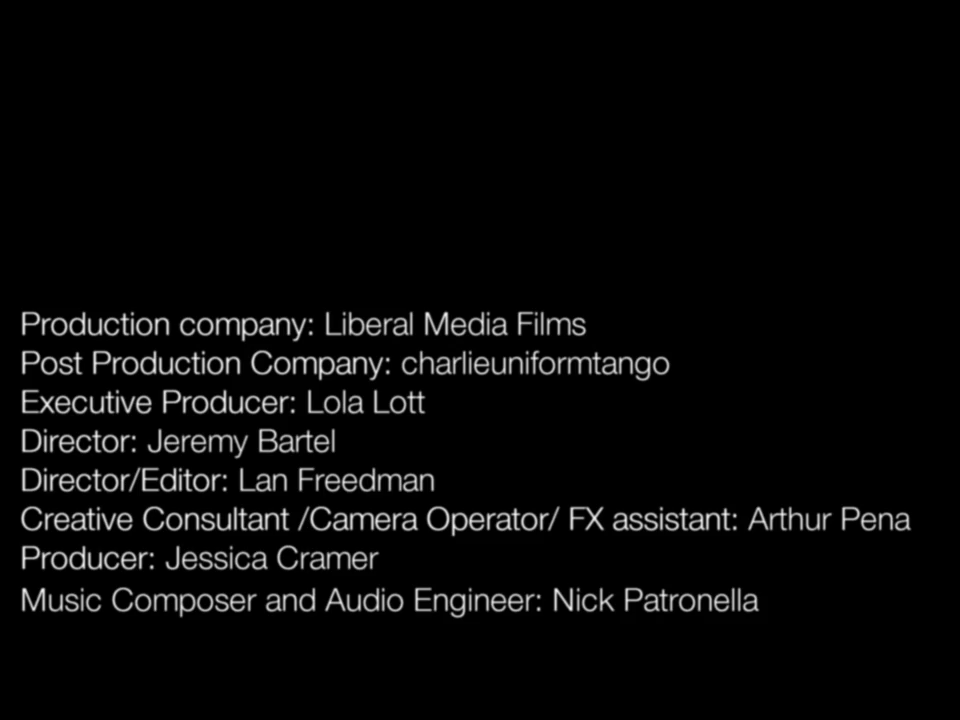 Production company: Liberal Media Films
Post Production Company: charlieuniformtango
Executive Producer: Lola Lott
Director: Jeremy Bartel
Director/Editor: Lan Freedman
Creative Consultant /Camera Operator/ FX assistant: Arthur Pena
Producer: Jessica Cramer
Music Composer and Audio Engineer: Nick Patronella